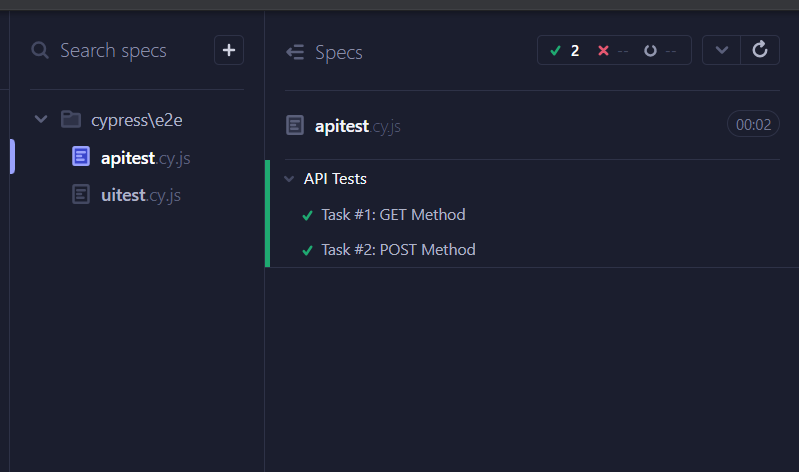 Search specs
+
cypress\e2e
apitest.cy.js
uitest.cy.js
Specs
2 -- --
apitest.cy.js
00:02
API Tests
Task #1: GET Method
Task #2: POST Method